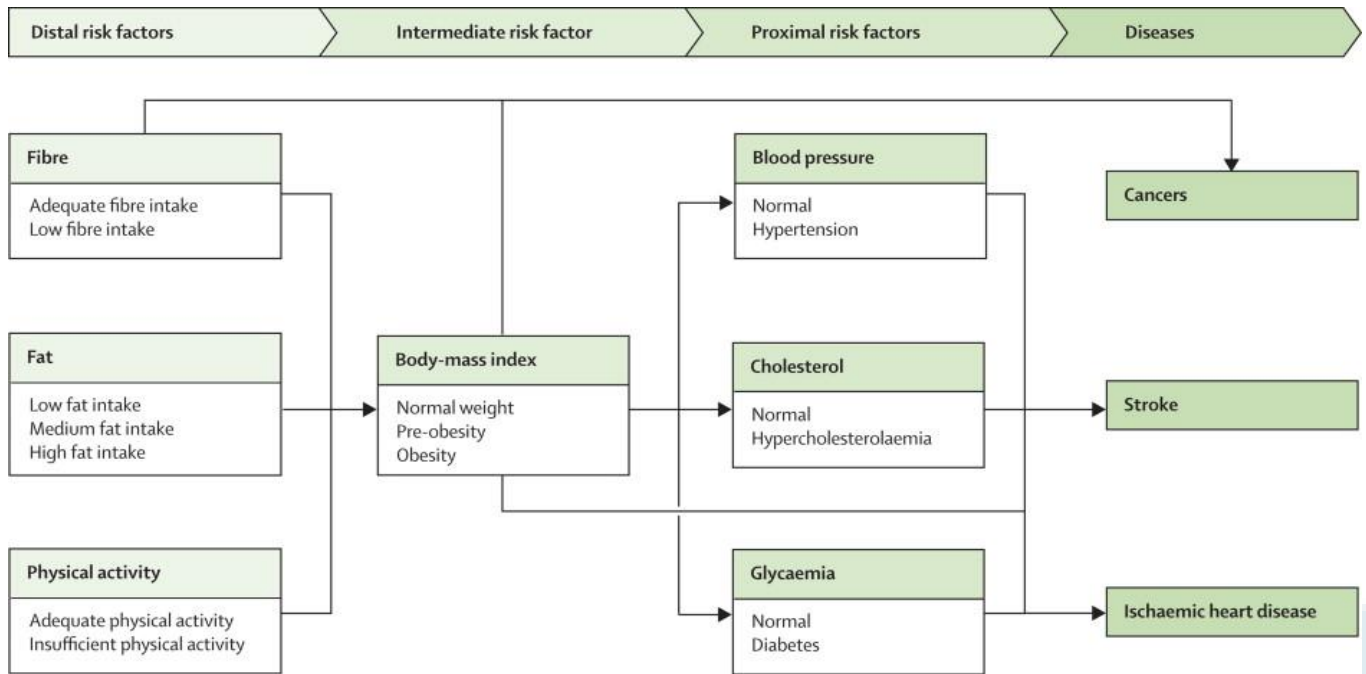 Distal risk factors
Intermediate risk factor
Proximal risk factors
Diseases
Fibre
Adequate fibre intake
Low fibre intake
Fat
Low fat intake
Medium fat intake
High fat intake
Physical activity
Adequate physical activity
Insufficient physical activity
Body-mass index
Normal weight
Pre-obesity
Obesity
Blood pressure
Normal
Hypertension
Cholesterol
Normal
Hypercholesterolaemia
Glycaemia
Normal
Diabetes
Cancers
Stroke
Ischaemic heart disease